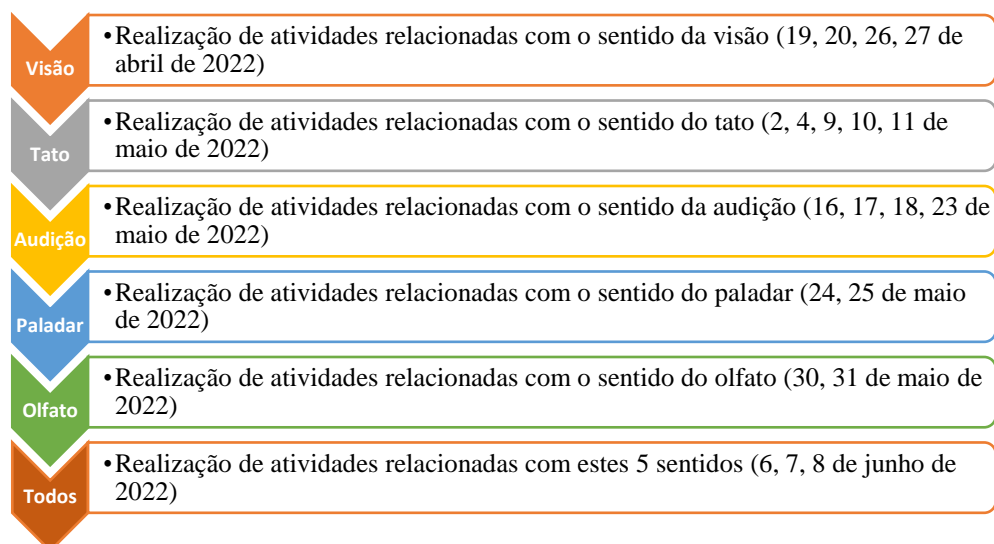 Visão
•Realização de atividades relacionadas com o sentido da visão (19, 20, 26, 27 de
abril de 2022)
Tato
•Realização de atividades relacionadas com o sentido do tato (2, 4, 9, 10, 11 de
maio de 2022)
Audição
•Realização de atividades relacionadas com o sentido da audição (16, 17, 18, 23 de
maio de 2022)
Paladar
•Realização de atividades relacionadas com o sentido do paladar (24, 25 de maio
de 2022)
Olfato
•Realização de atividades relacionadas com o sentido do olfato (30, 31 de maio de
2022)
Todos
•Realização de atividades relacionadas com estes 5 sentidos (6, 7, 8 de junho de
2022)